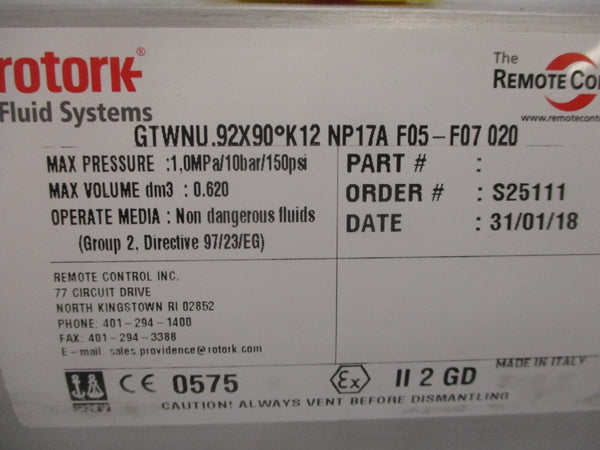 rotork®
Fluid Systems
The
REMOTE CON
www.remotecontro
GTWNU.92X90°K12 NP17A F05-F07 020
MAX PRESSURE :1,0MPa/10bar/150psi
MAX VOLUME dm3 : 0.620
OPERATE MEDIA : Non dangerous fluids
(Group 2, Directive 97/23/EG)
PART # :
ORDER # : S25111
DATE : 31/01/18
REMOTE CONTROL INC.
77 CIRCUIT DRIVE
NORTH KINGSTOWN RI 02852
PHONE: 401-294-1400
FAX: 401-294-3388
E-mail: sales.providence@rotork.com
CE 0575
Ex II 2 GD
MADE IN ITALY
CAUTION! ALWAYS VENT BEFORE DISMANTLING